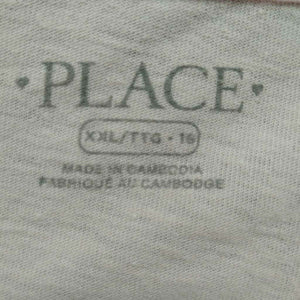 PLACE
XXL/TTG • 16
MADE IN CAMBODIA
FABRIQUÉ AU CAMBODGE